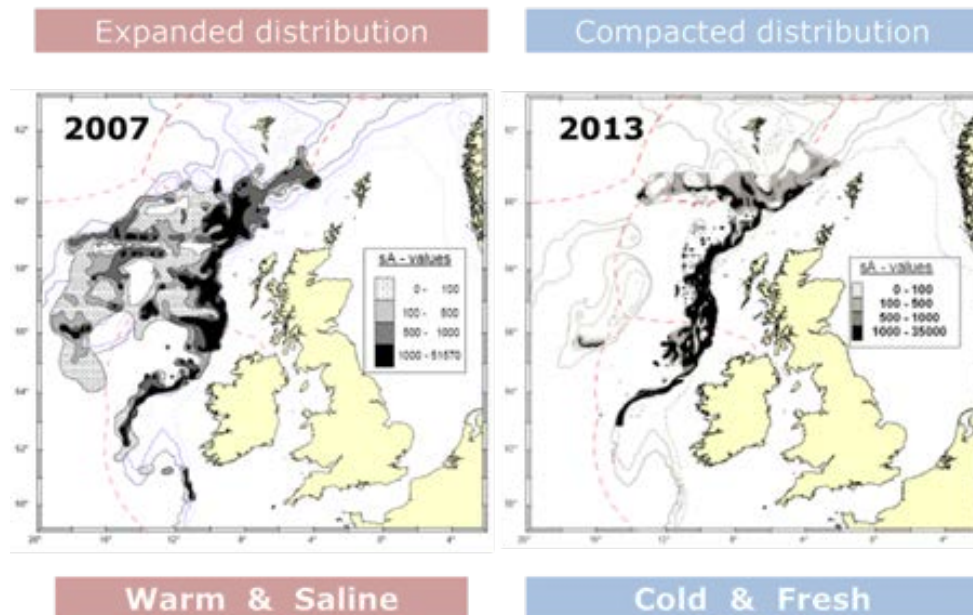 Expanded distribution
Compacted distribution
2007
2013
sA - values
0 - 100
100 - 500
500 - 1000
1000 - 51570
sA - values
0 - 100
100 - 500
500 - 1000
1000 - 35000
Warm & Saline
Cold & Fresh